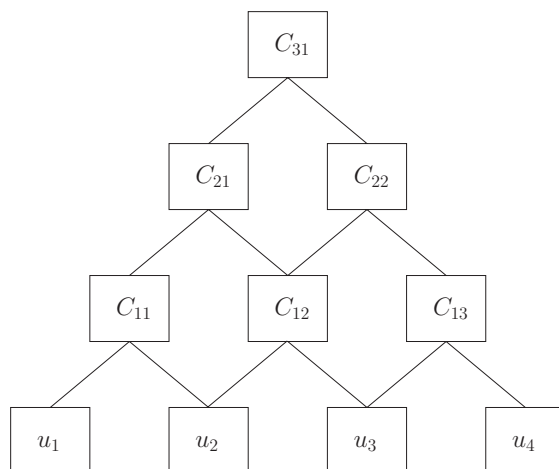 C₃₁
C₂₁ C₂₂
C₁₁ C₁₂ C₁₃
u₁ u₂ u₃ u₄